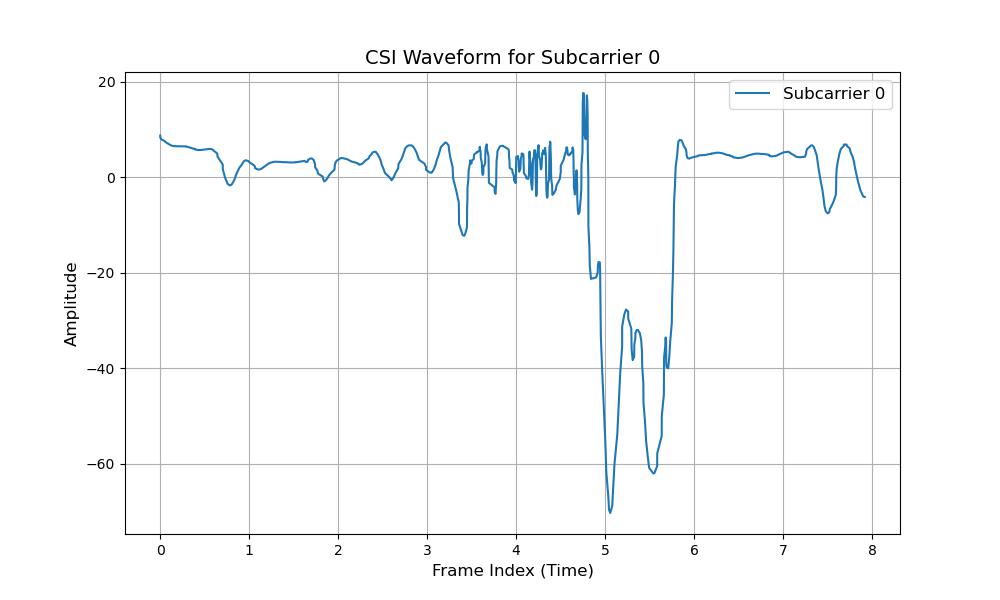 CSI Waveform for Subcarrier 0
Subcarrier 0
Amplitude
20
0
−20
−40
−60
0 1 2 3 4 5 6 7 8
Frame Index (Time)